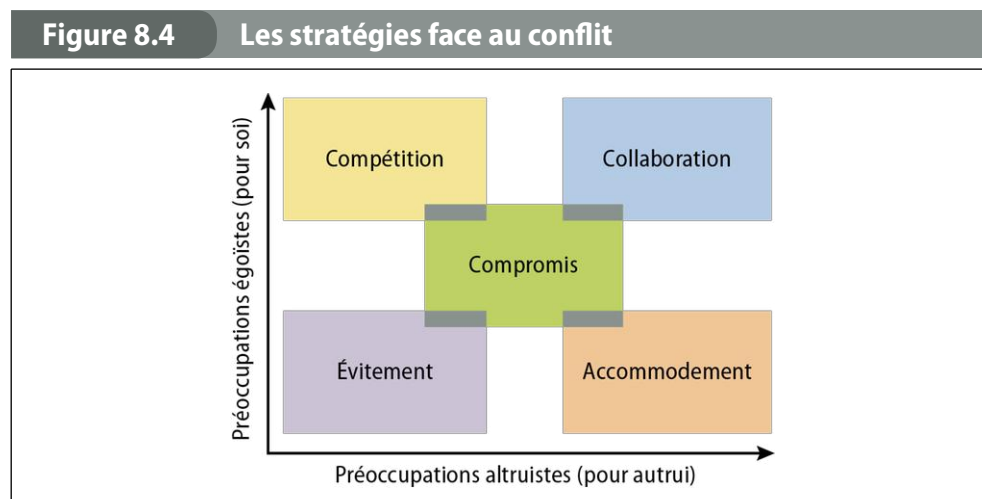 Figure 8.4 Les stratégies face au conflit
Préoccupations égoïstes (pour soi)
Compétition
Collaboration
Compromis
Évitement
Accommodement
Préoccupations altruistes (pour autrui)